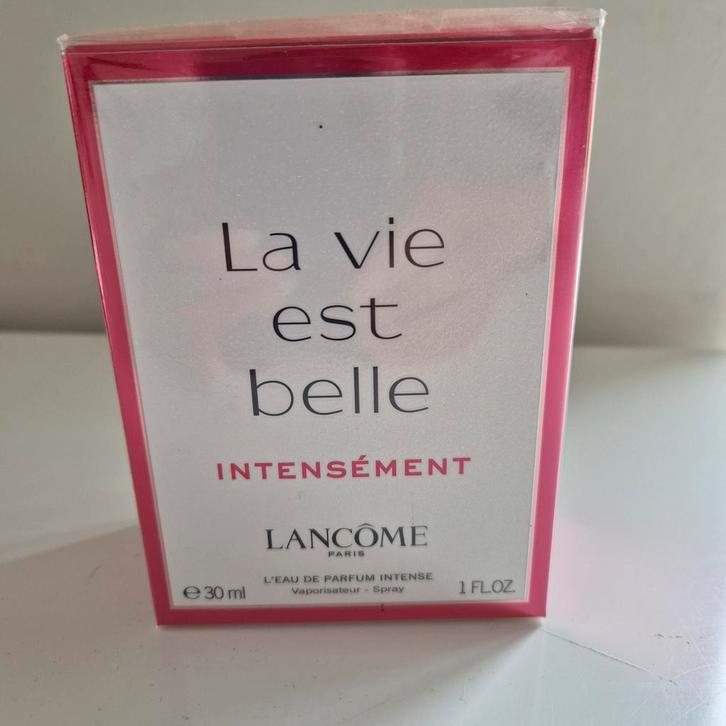 La vie
est
belle
INTENSÉMENT
LANCÔME
PARIS
L'EAU DE PARFUM INTENSE
℮ 30 ml Vaporisateur - Spray 1 FL.OZ.